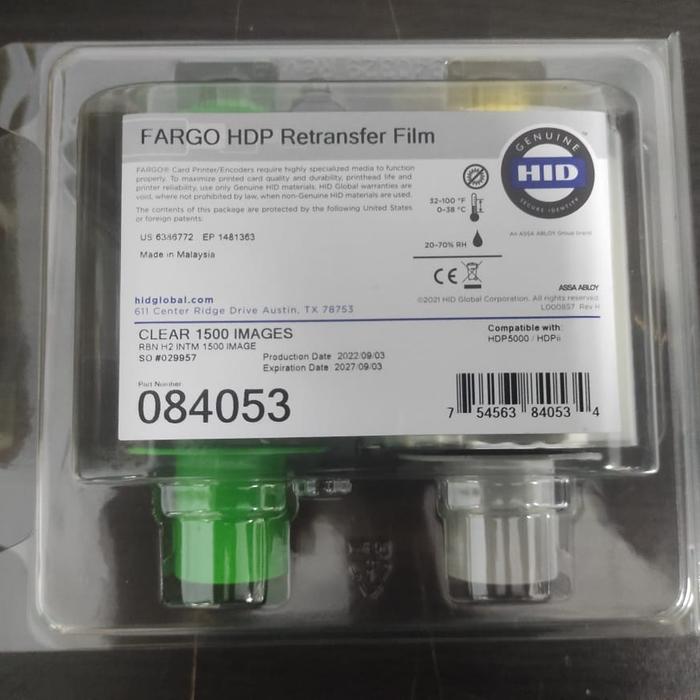 FARGO HDP Retransfer Film
GENUINE
HID
SECURE IDENTITY
™
An ASSA ABLOY Group brand
FARGO® Card Printer/Encoders require highly specialized media to function
properly. To maximize printed card quality and durability, printhead life and
printer reliability, use only Genuine HID materials. HID Global warranties are
void, where not prohibited by law, when non-Genuine HID materials are used.
The contents of this package are protected by the following United States
or foreign patents:
US 6386772 EP 1481363
Made in Malaysia
32-100 °F
0-38 °C
20-70% RH
CE
ASSA ABLOY
©2021 HID Global Corporation. All rights reserved.
L000857 Rev H
hidglobal.com
611 Center Ridge Drive Austin, TX 78753
CLEAR 1500 IMAGES
RBN H2 INTM 1500 IMAGE
SO #029957
Production Date 2022/09/03
Expiration Date 2027/09/03
Compatible with:
HDP5000 / HDPii
Part Number:
084053
7 54563 84053 4